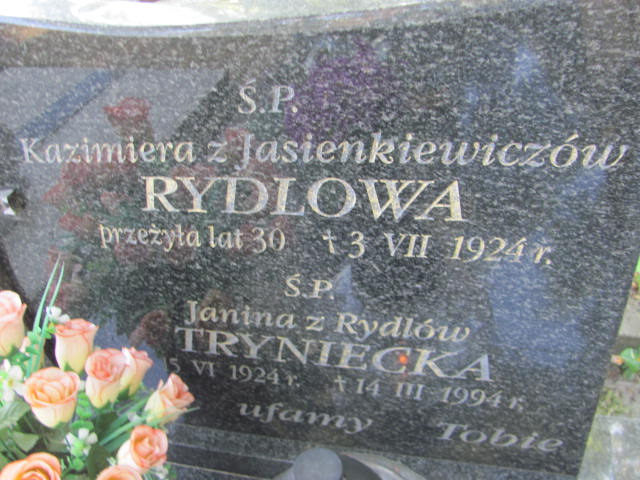 Ś.P.
Kazimiera z Jasienkiewiczów
RYDLOWA
przeżyła lat 30 † 3 VII 1924 r.
Ś.P.
Janina z Rydlów
TRYNIECKA
5 VI 1924 r. † 14 III 1994 r.
ufamy Tobie